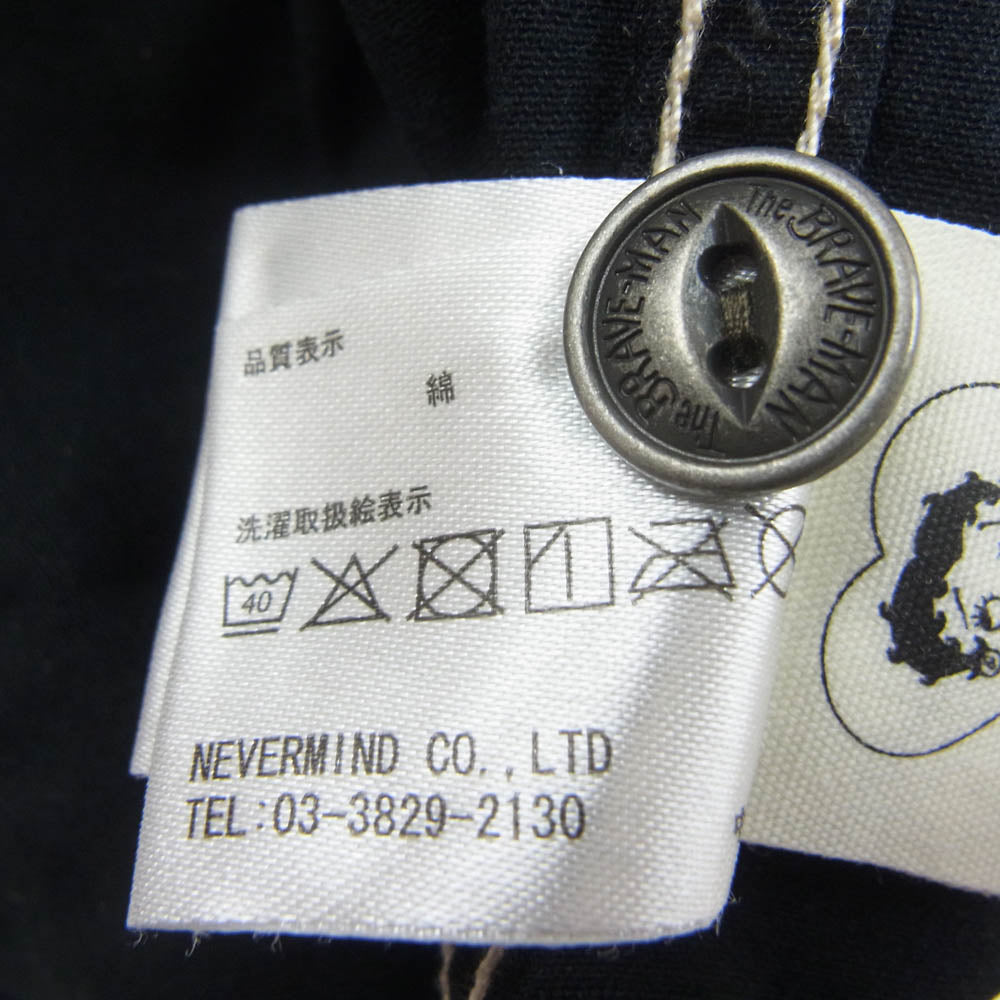 The BRAVE-MAN
The BRAVE-MAN
品質表示
綿
洗濯取扱絵表示
40
NEVERMIND CO.,LTD
TEL:03-3829-2130